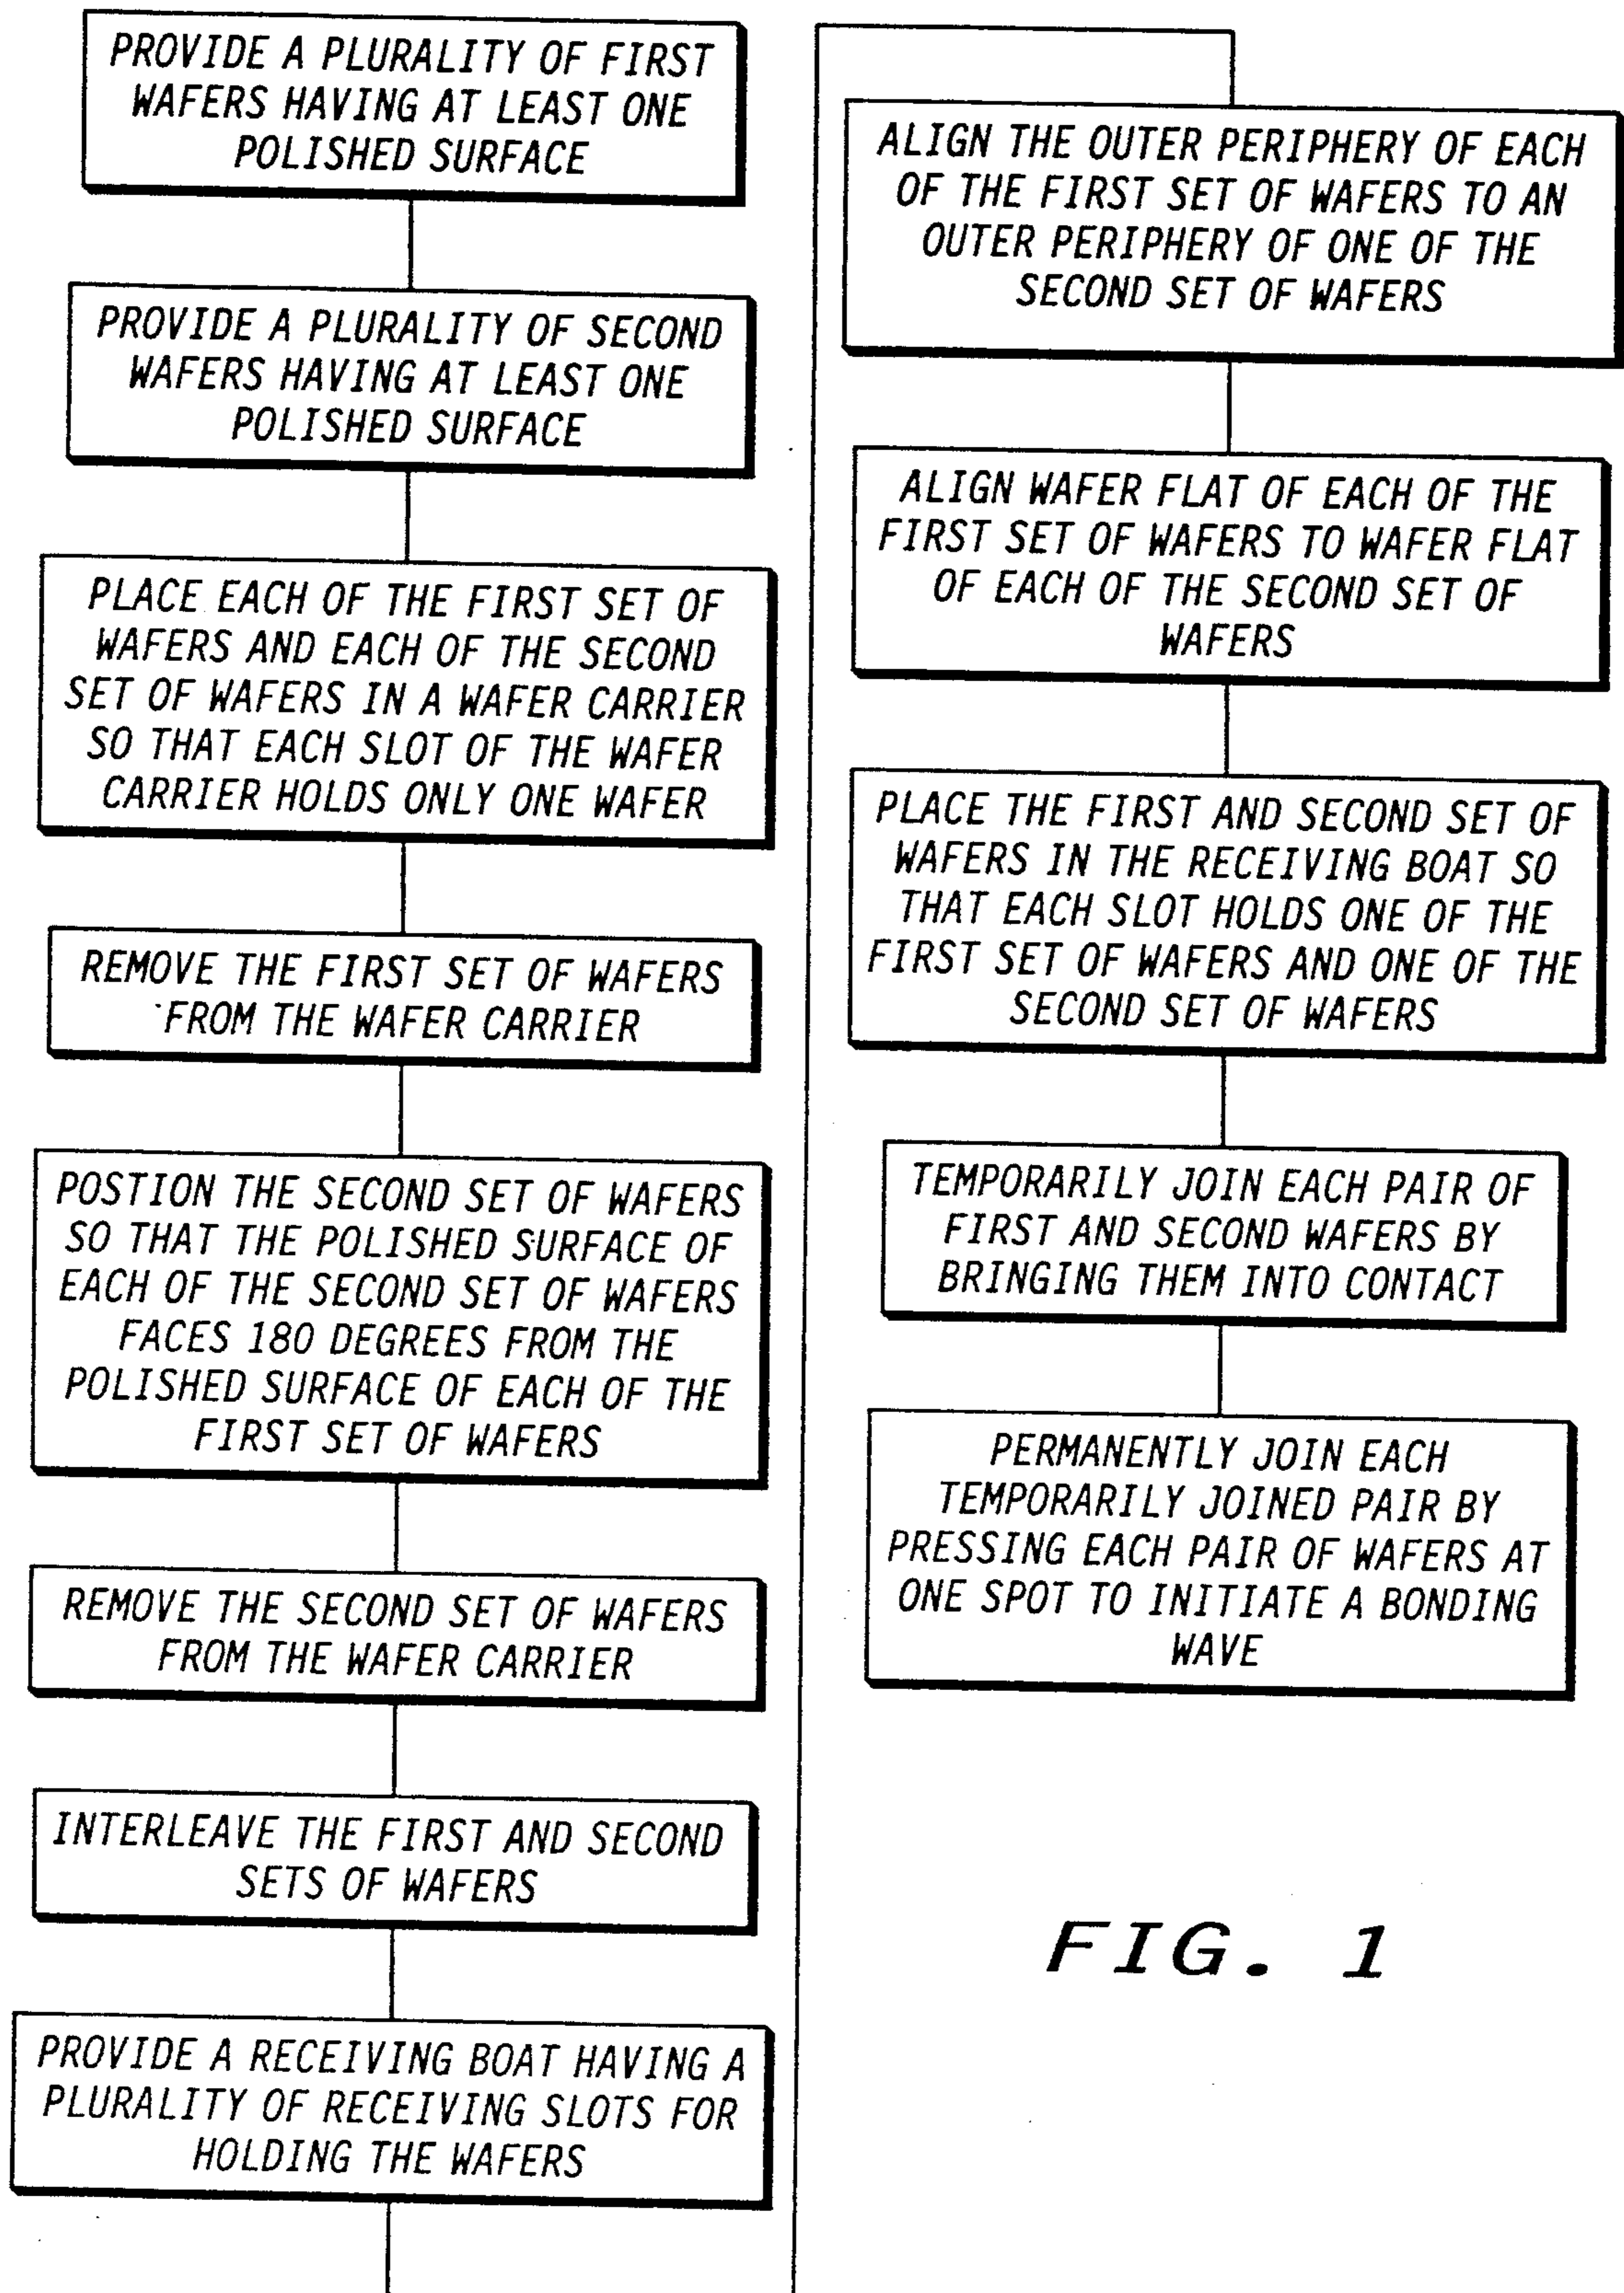 PROVIDE A PLURALITY OF FIRST
WAFERS HAVING AT LEAST ONE
POLISHED SURFACE
PROVIDE A PLURALITY OF SECOND
WAFERS HAVING AT LEAST ONE
POLISHED SURFACE
PLACE EACH OF THE FIRST SET OF
WAFERS AND EACH OF THE SECOND
SET OF WAFERS IN A WAFER CARRIER
SO THAT EACH SLOT OF THE WAFER
CARRIER HOLDS ONLY ONE WAFER
REMOVE THE FIRST SET OF WAFERS
FROM THE WAFER CARRIER
POSTION THE SECOND SET OF WAFERS
SO THAT THE POLISHED SURFACE OF
EACH OF THE SECOND SET OF WAFERS
FACES 180 DEGREES FROM THE
POLISHED SURFACE OF EACH OF THE
FIRST SET OF WAFERS
REMOVE THE SECOND SET OF WAFERS
FROM THE WAFER CARRIER
INTERLEAVE THE FIRST AND SECOND
SETS OF WAFERS
PROVIDE A RECEIVING BOAT HAVING A
PLURALITY OF RECEIVING SLOTS FOR
HOLDING THE WAFERS
ALIGN THE OUTER PERIPHERY OF EACH
OF THE FIRST SET OF WAFERS TO AN
OUTER PERIPHERY OF ONE OF THE
SECOND SET OF WAFERS
ALIGN WAFER FLAT OF EACH OF THE
FIRST SET OF WAFERS TO WAFER FLAT
OF EACH OF THE SECOND SET OF
WAFERS
PLACE THE FIRST AND SECOND SET OF
WAFERS IN THE RECEIVING BOAT SO
THAT EACH SLOT HOLDS ONE OF THE
FIRST SET OF WAFERS AND ONE OF THE
SECOND SET OF WAFERS
TEMPORARILY JOIN EACH PAIR OF
FIRST AND SECOND WAFERS BY
BRINGING THEM INTO CONTACT
PERMANENTLY JOIN EACH
TEMPORARILY JOINED PAIR BY
PRESSING EACH PAIR OF WAFERS AT
ONE SPOT TO INITIATE A BONDING
WAVE
FIG. 1